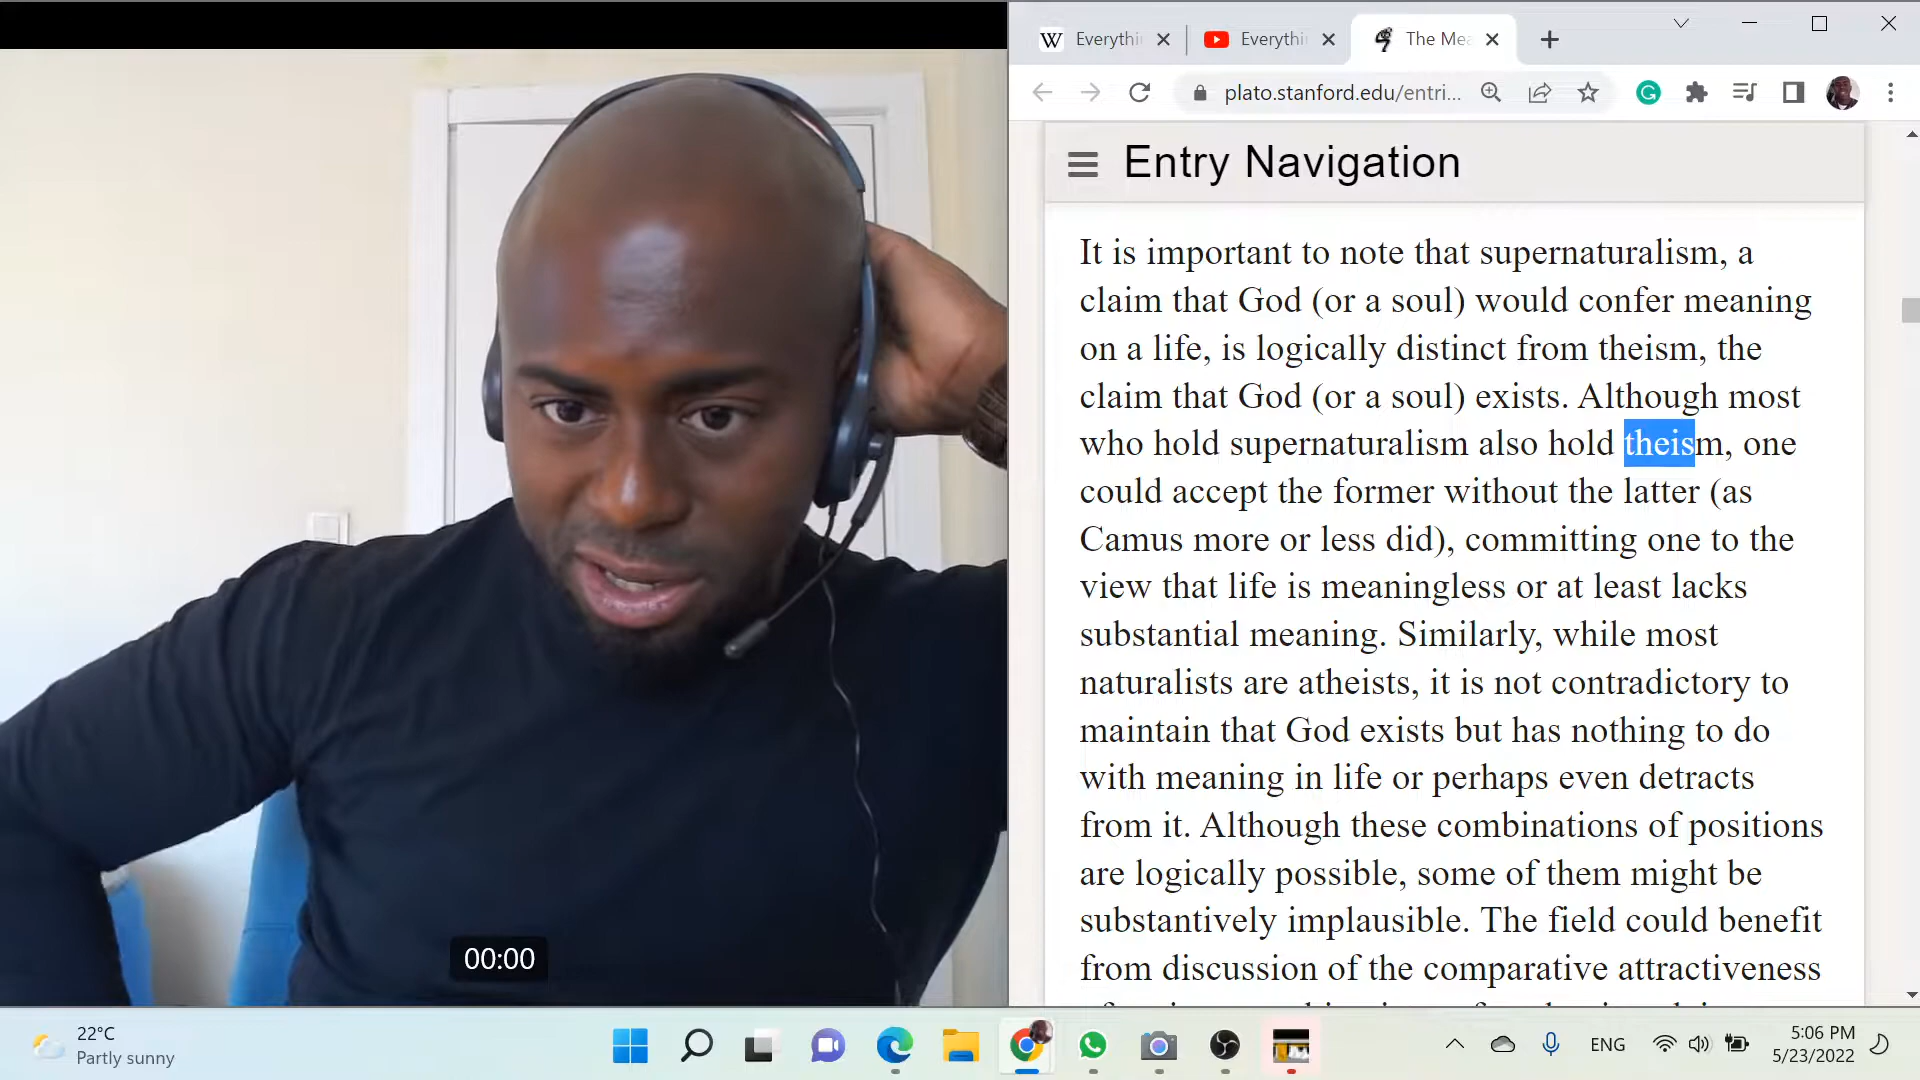 Everythi
Everythi
The Mea
plato.stanford.edu/entri...
Entry Navigation
It is important to note that supernaturalism, a
claim that God (or a soul) would confer meaning
on a life, is logically distinct from theism, the
claim that God (or a soul) exists. Although most
who hold supernaturalism also hold theism, one
could accept the former without the latter (as
Camus more or less did), committing one to the
view that life is meaningless or at least lacks
substantial meaning. Similarly, while most
naturalists are atheists, it is not contradictory to
maintain that God exists but has nothing to do
with meaning in life or perhaps even detracts
from it. Although these combinations of positions
are logically possible, some of them might be
substantively implausible. The field could benefit
from discussion of the comparative attractiveness
00:00
22°C
Partly sunny
ENG
5:06 PM
5/23/2022